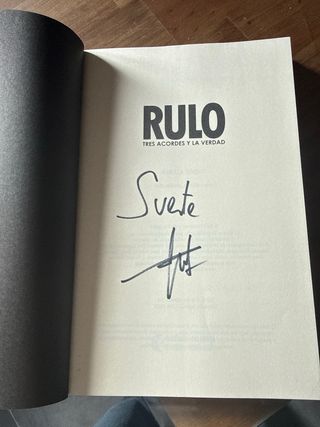 RULO
TRES ACORDES Y LA VERDAD
Suerte